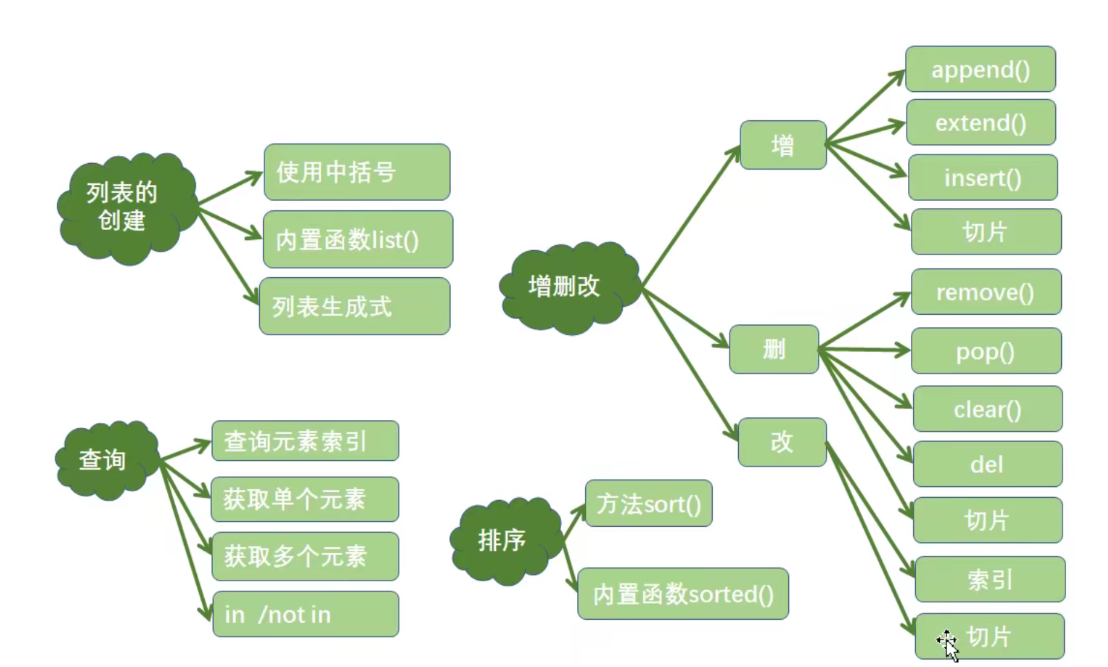 列表的
创建
使用中括号
内置函数list()
列表生成式
查询
查询元素索引
获取单个元素
获取多个元素
in /not in
增删改
增
append()
extend()
insert()
切片
删
remove()
pop()
clear()
del
切片
改
索引
切片
排序
方法sort()
内置函数sorted()